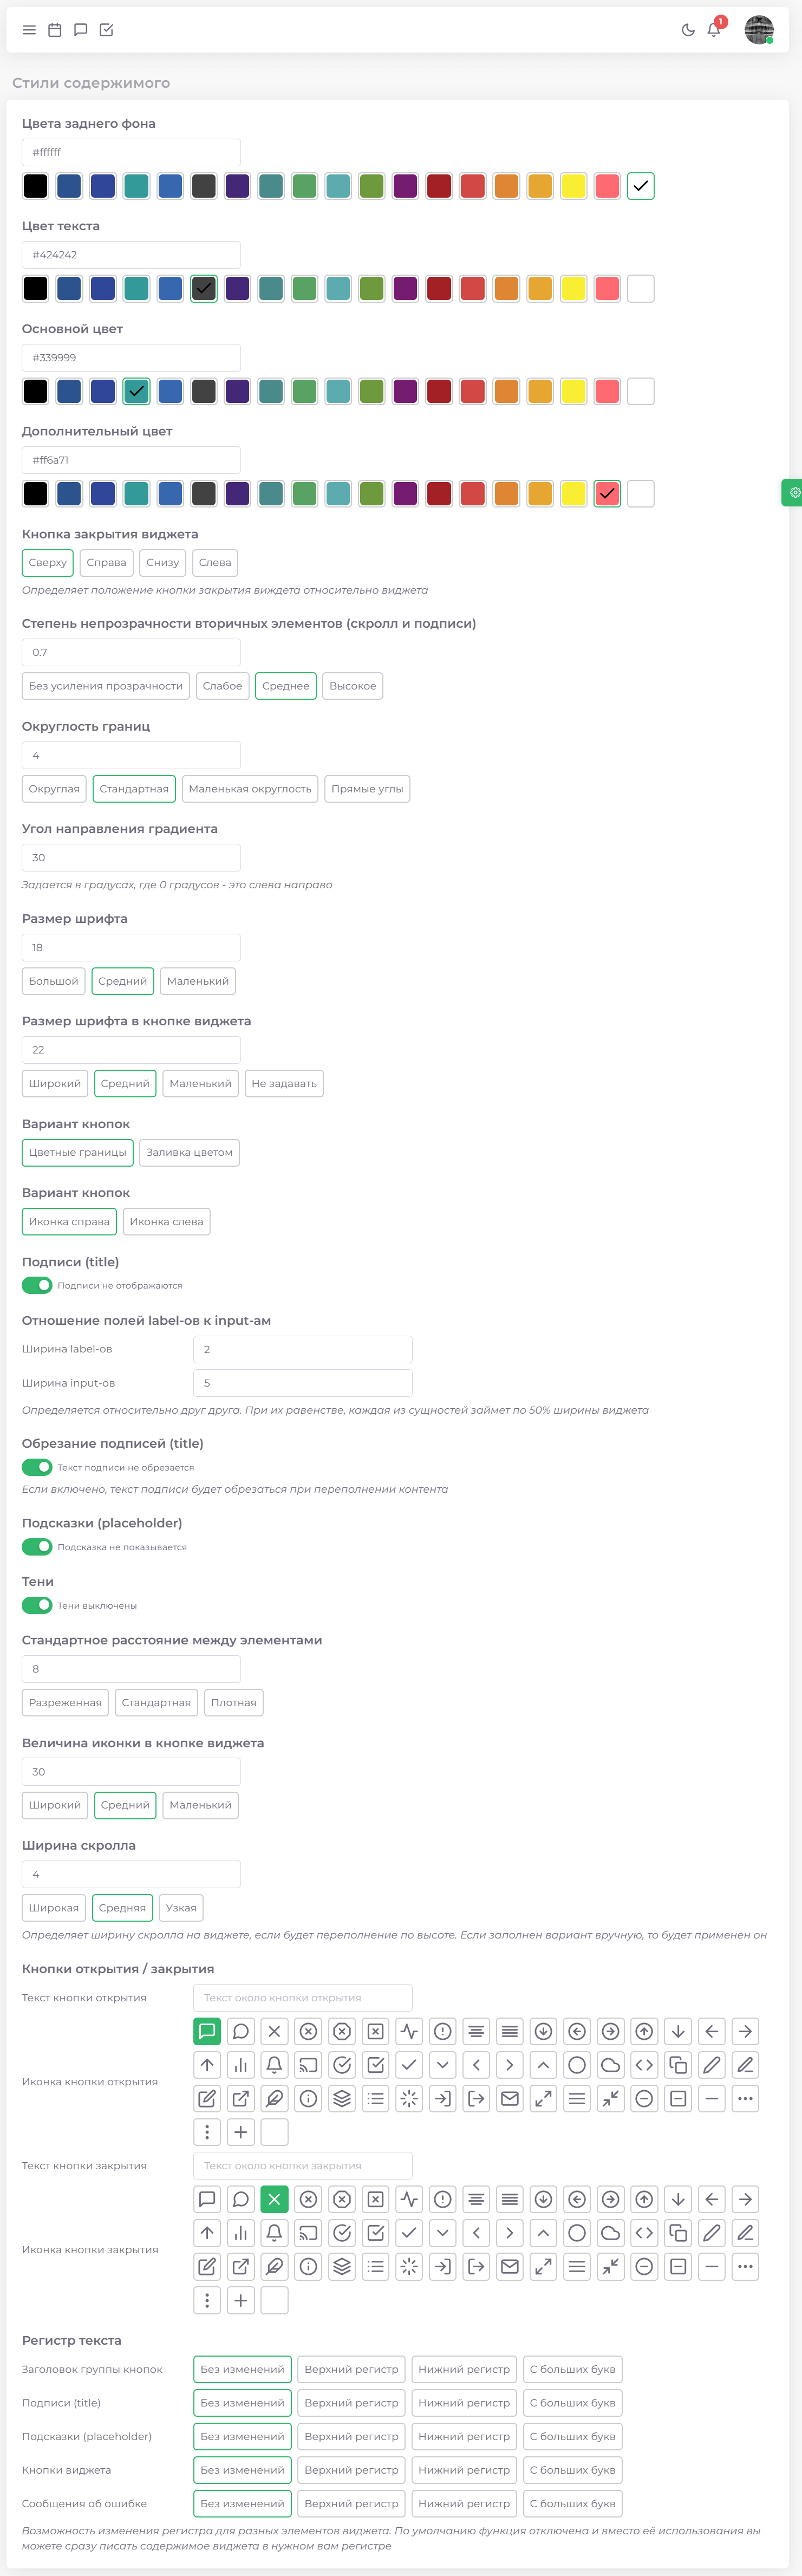 1
Стили содержимого
Цвета заднего фона
#ffffff
Цвет текста
#424242
Основной цвет
#339999
Дополнительный цвет
#ff6a71
Кнопка закрытия виджета
Сверху Справа Снизу Слева
Определяет положение кнопки закрытия виждета относительно виджета
Степень непрозрачности вторичных элементов (скролл и подписи)
0.7
Без усиления прозрачности Слабое Среднее Высокое
Округлость границ
4
Округлая Стандартная Маленькая округлость Прямые углы
Угол направления градиента
30
Задается в градусах, где 0 градусов - это слева направо
Размер шрифта
18
Большой Средний Маленький
Размер шрифта в кнопке виджета
22
Широкий Средний Маленький Не задавать
Вариант кнопок
Цветные границы Заливка цветом
Вариант кнопок
Иконка справа Иконка слева
Подписи (title)
Подписи не отображаются
Отношение полей label-ов к input-ам
Ширина label-ов 2
Ширина input-ов 5
Определяется относительно друг друга. При их равенстве, каждая из сущностей займет по 50% ширины виджета
Обрезание подписей (title)
Текст подписи не обрезается
Если включено, текст подписи будет обрезаться при переполнении контента
Подсказки (placeholder)
Подсказка не показывается
Тени
Тени выключены
Стандартное расстояние между элементами
8
Разреженная Стандартная Плотная
Величина иконки в кнопке виджета
30
Широкий Средний Маленький
Ширина скролла
4
Широкая Средняя Узкая
Определяет ширину скролла на виджете, если будет переполнение по высоте. Если заполнен вариант вручную, то будет применен он
Кнопки открытия / закрытия
Текст кнопки открытия Текст около кнопки открытия
Иконка кнопки открытия
Текст кнопки закрытия Текст около кнопки закрытия
Иконка кнопки закрытия
Регистр текста
Заголовок группы кнопок Без изменений Верхний регистр Нижний регистр С больших букв
Подписи (title) Без изменений Верхний регистр Нижний регистр С больших букв
Подсказки (placeholder) Без изменений Верхний регистр Нижний регистр С больших букв
Кнопки виджета Без изменений Верхний регистр Нижний регистр С больших букв
Сообщения об ошибке Без изменений Верхний регистр Нижний регистр С больших букв
Возможность изменения регистра для разных элементов виджета. По умолчанию функция отключена и вместо её использования вы
можете сразу писать содержимое виджета в нужном вам регистре